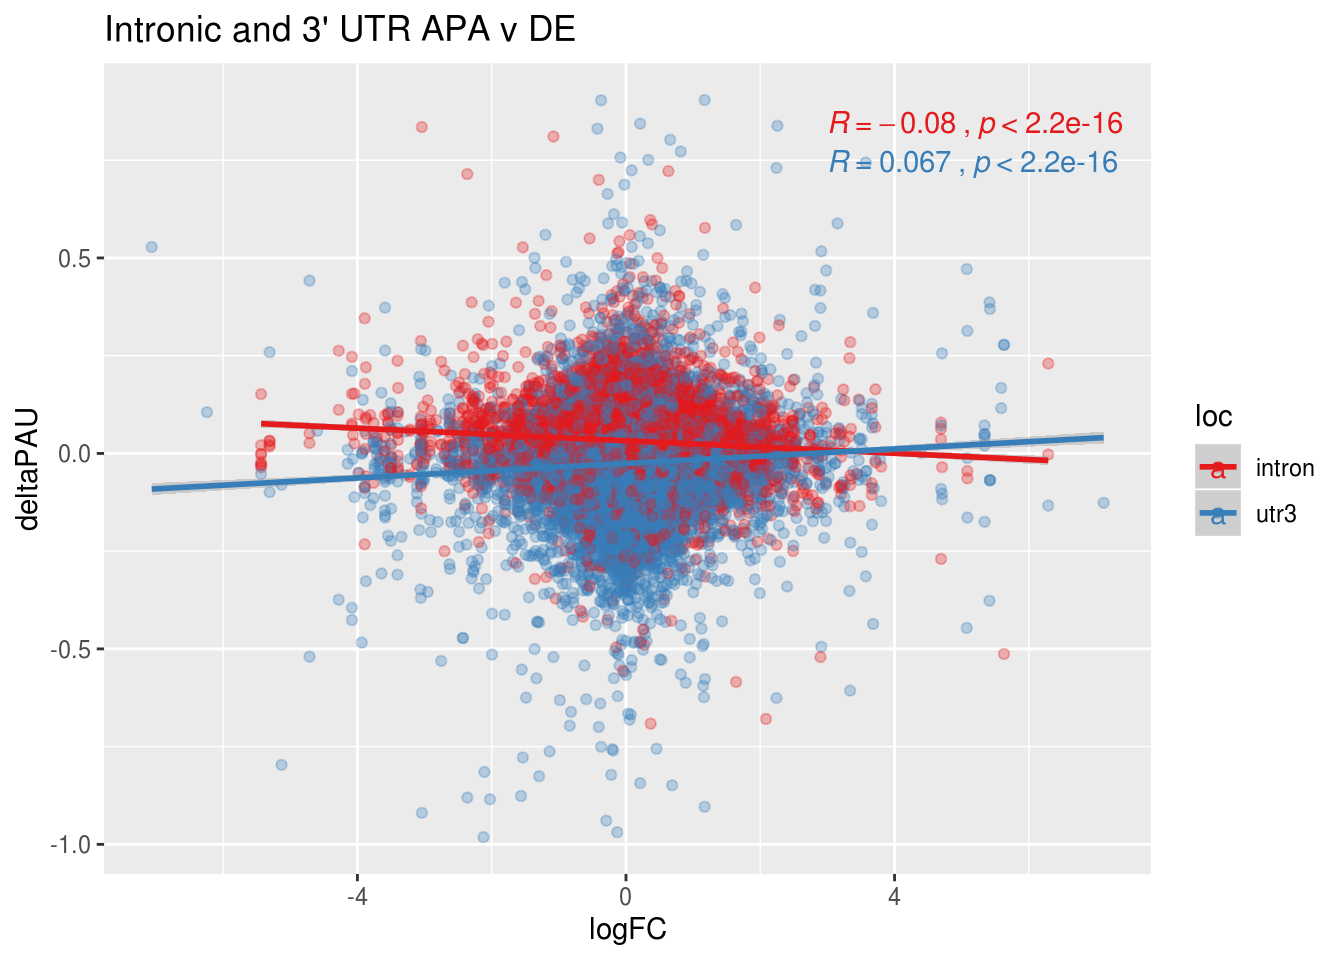 Intronic and 3' UTR APA v DE
R = −0.08 , p < 2.2e-16
R = 0.067 , p < 2.2e-16
0.5
0.0
-0.5
-1.0
deltaPAU
-4
0
4
logFC
loc
a intron
a utr3